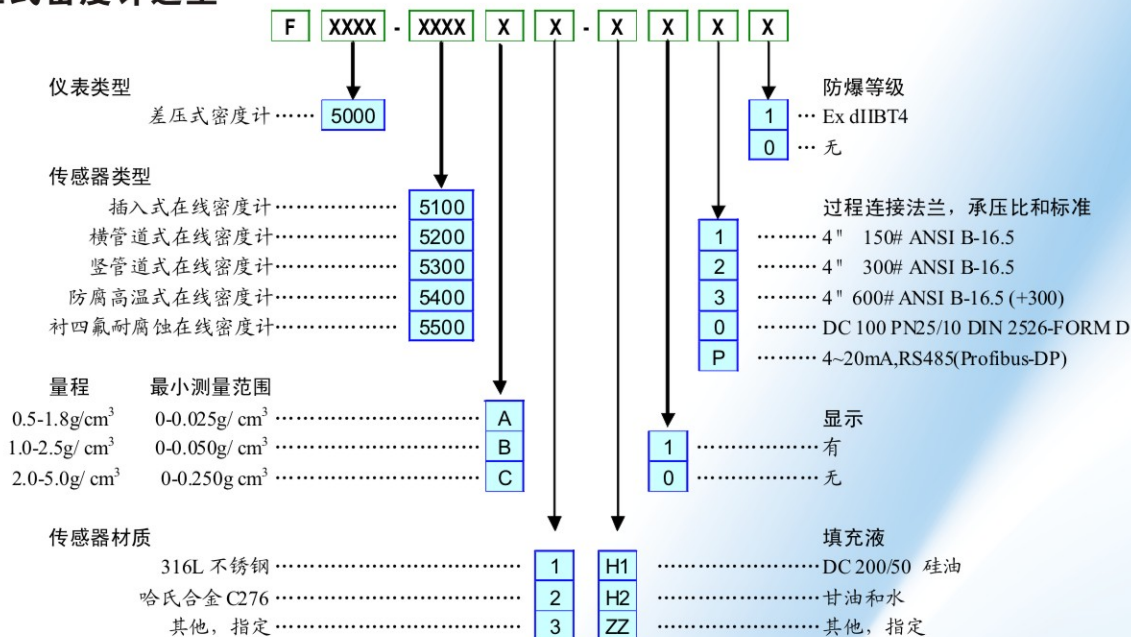 式密度计选型
F XXXX - XXXX X X - X X X X
仪表类型
差压式密度计…… 5000
防爆等级
1 … Ex dIIBT4
0 … 无
传感器类型
插入式在线密度计……………… 5100
横管道式在线密度计……………… 5200
竖管道式在线密度计……………… 5300
防腐高温式在线密度计……………… 5400
衬四氟耐腐蚀在线密度计……………… 5500
过程连接法兰，承压比和标准
1 ……… 4" 150# ANSI B-16.5
2 ……… 4" 300# ANSI B-16.5
3 ……… 4" 600# ANSI B-16.5 (+300)
0 ……… DC 100 PN25/10 DIN 2526-FORM D
P ……… 4~20mA,RS485(Profibus-DP)
量程 最小测量范围
0.5-1.8g/cm³ 0-0.025g/ cm³ ……………………… A
1.0-2.5g/ cm³ 0-0.050g/ cm³ ……………………… B
2.0-5.0g/ cm³ 0-0.250g cm³ ……………………… C
显示
1 ……………… 有
0 ……………… 无
传感器材质
316L 不锈钢 ……………………… 1
哈氏合金 C276 ……………………… 2
其他，指定 ……………………… 3
填充液
H1 ……………… DC 200/50 硅油
H2 ……………… 甘油和水
ZZ ……………… 其他，指定